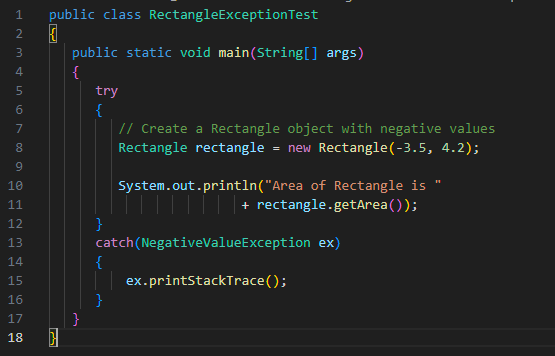 1 public class RectangleExceptionTest
2 {
3     public static void main(String[] args)
4     {
5         try
6         {
7             // Create a Rectangle object with negative values
8             Rectangle rectangle = new Rectangle(-3.5, 4.2);
9
10             System.out.println("Area of Rectangle is "
11                             + rectangle.getArea());
12         }
13         catch(NegativeValueException ex)
14         {
15             ex.printStackTrace();
16         }
17     }
18 }